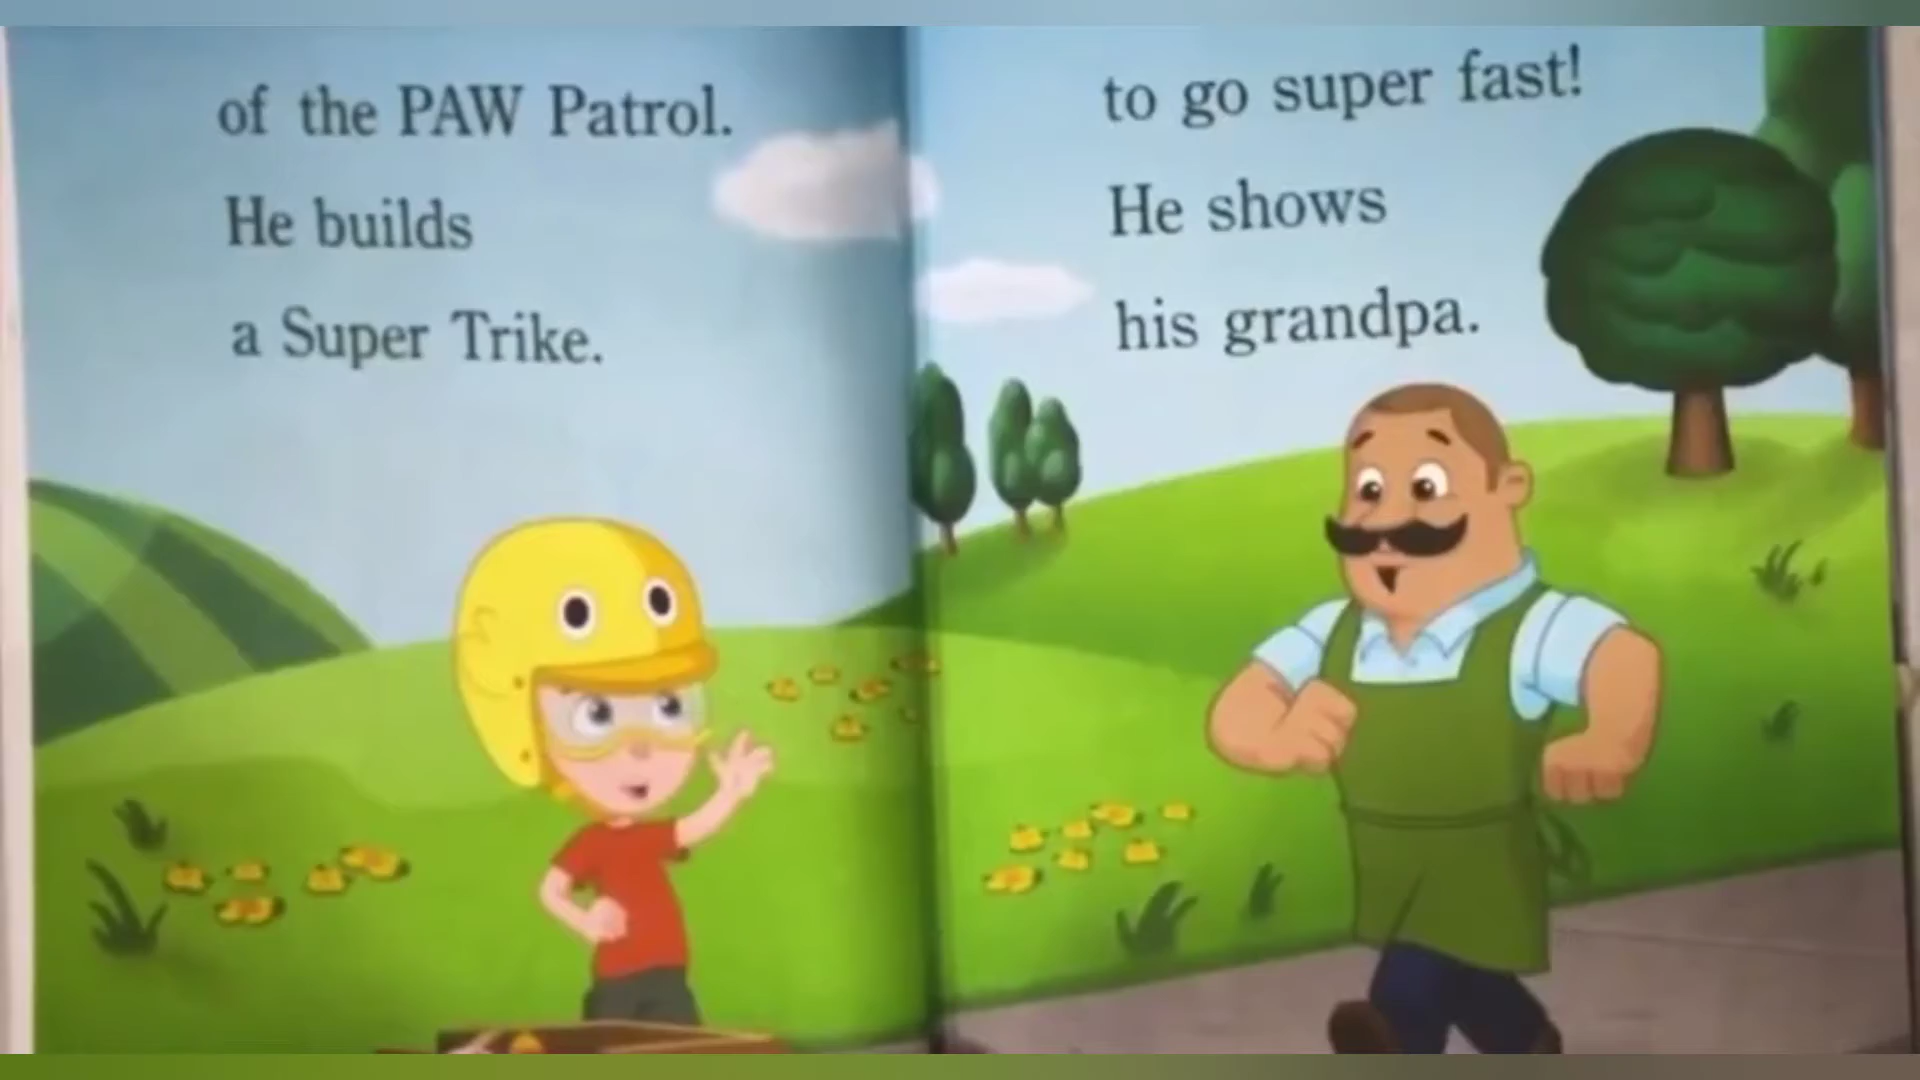 of the PAW Patrol.
He builds
a Super Trike.
to go super fast!
He shows
his grandpa.